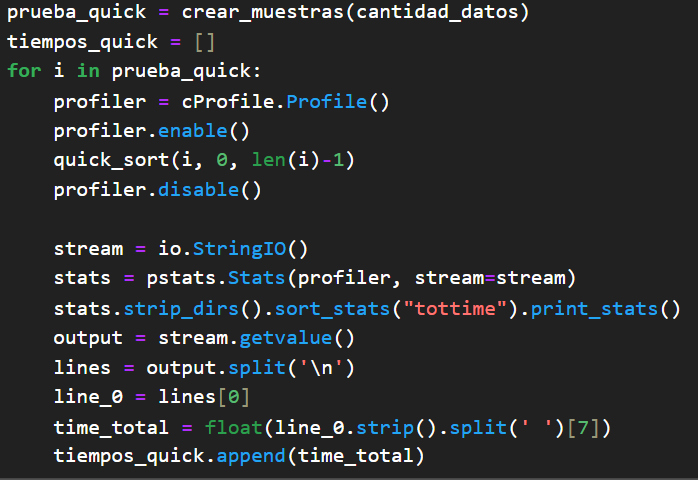 prueba_quick = crear_muestras(cantidad_datos)
tiempos_quick = []
for i in prueba_quick:
    profiler = cProfile.Profile()
    profiler.enable()
    quick_sort(i, 0, len(i)-1)
    profiler.disable()

    stream = io.StringIO()
    stats = pstats.Stats(profiler, stream=stream)
    stats.strip_dirs().sort_stats("tottime").print_stats()
    output = stream.getvalue()
    lines = output.split('\n')
    line_0 = lines[0]
    time_total = float(line_0.strip().split(' ')[7])
    tiempos_quick.append(time_total)